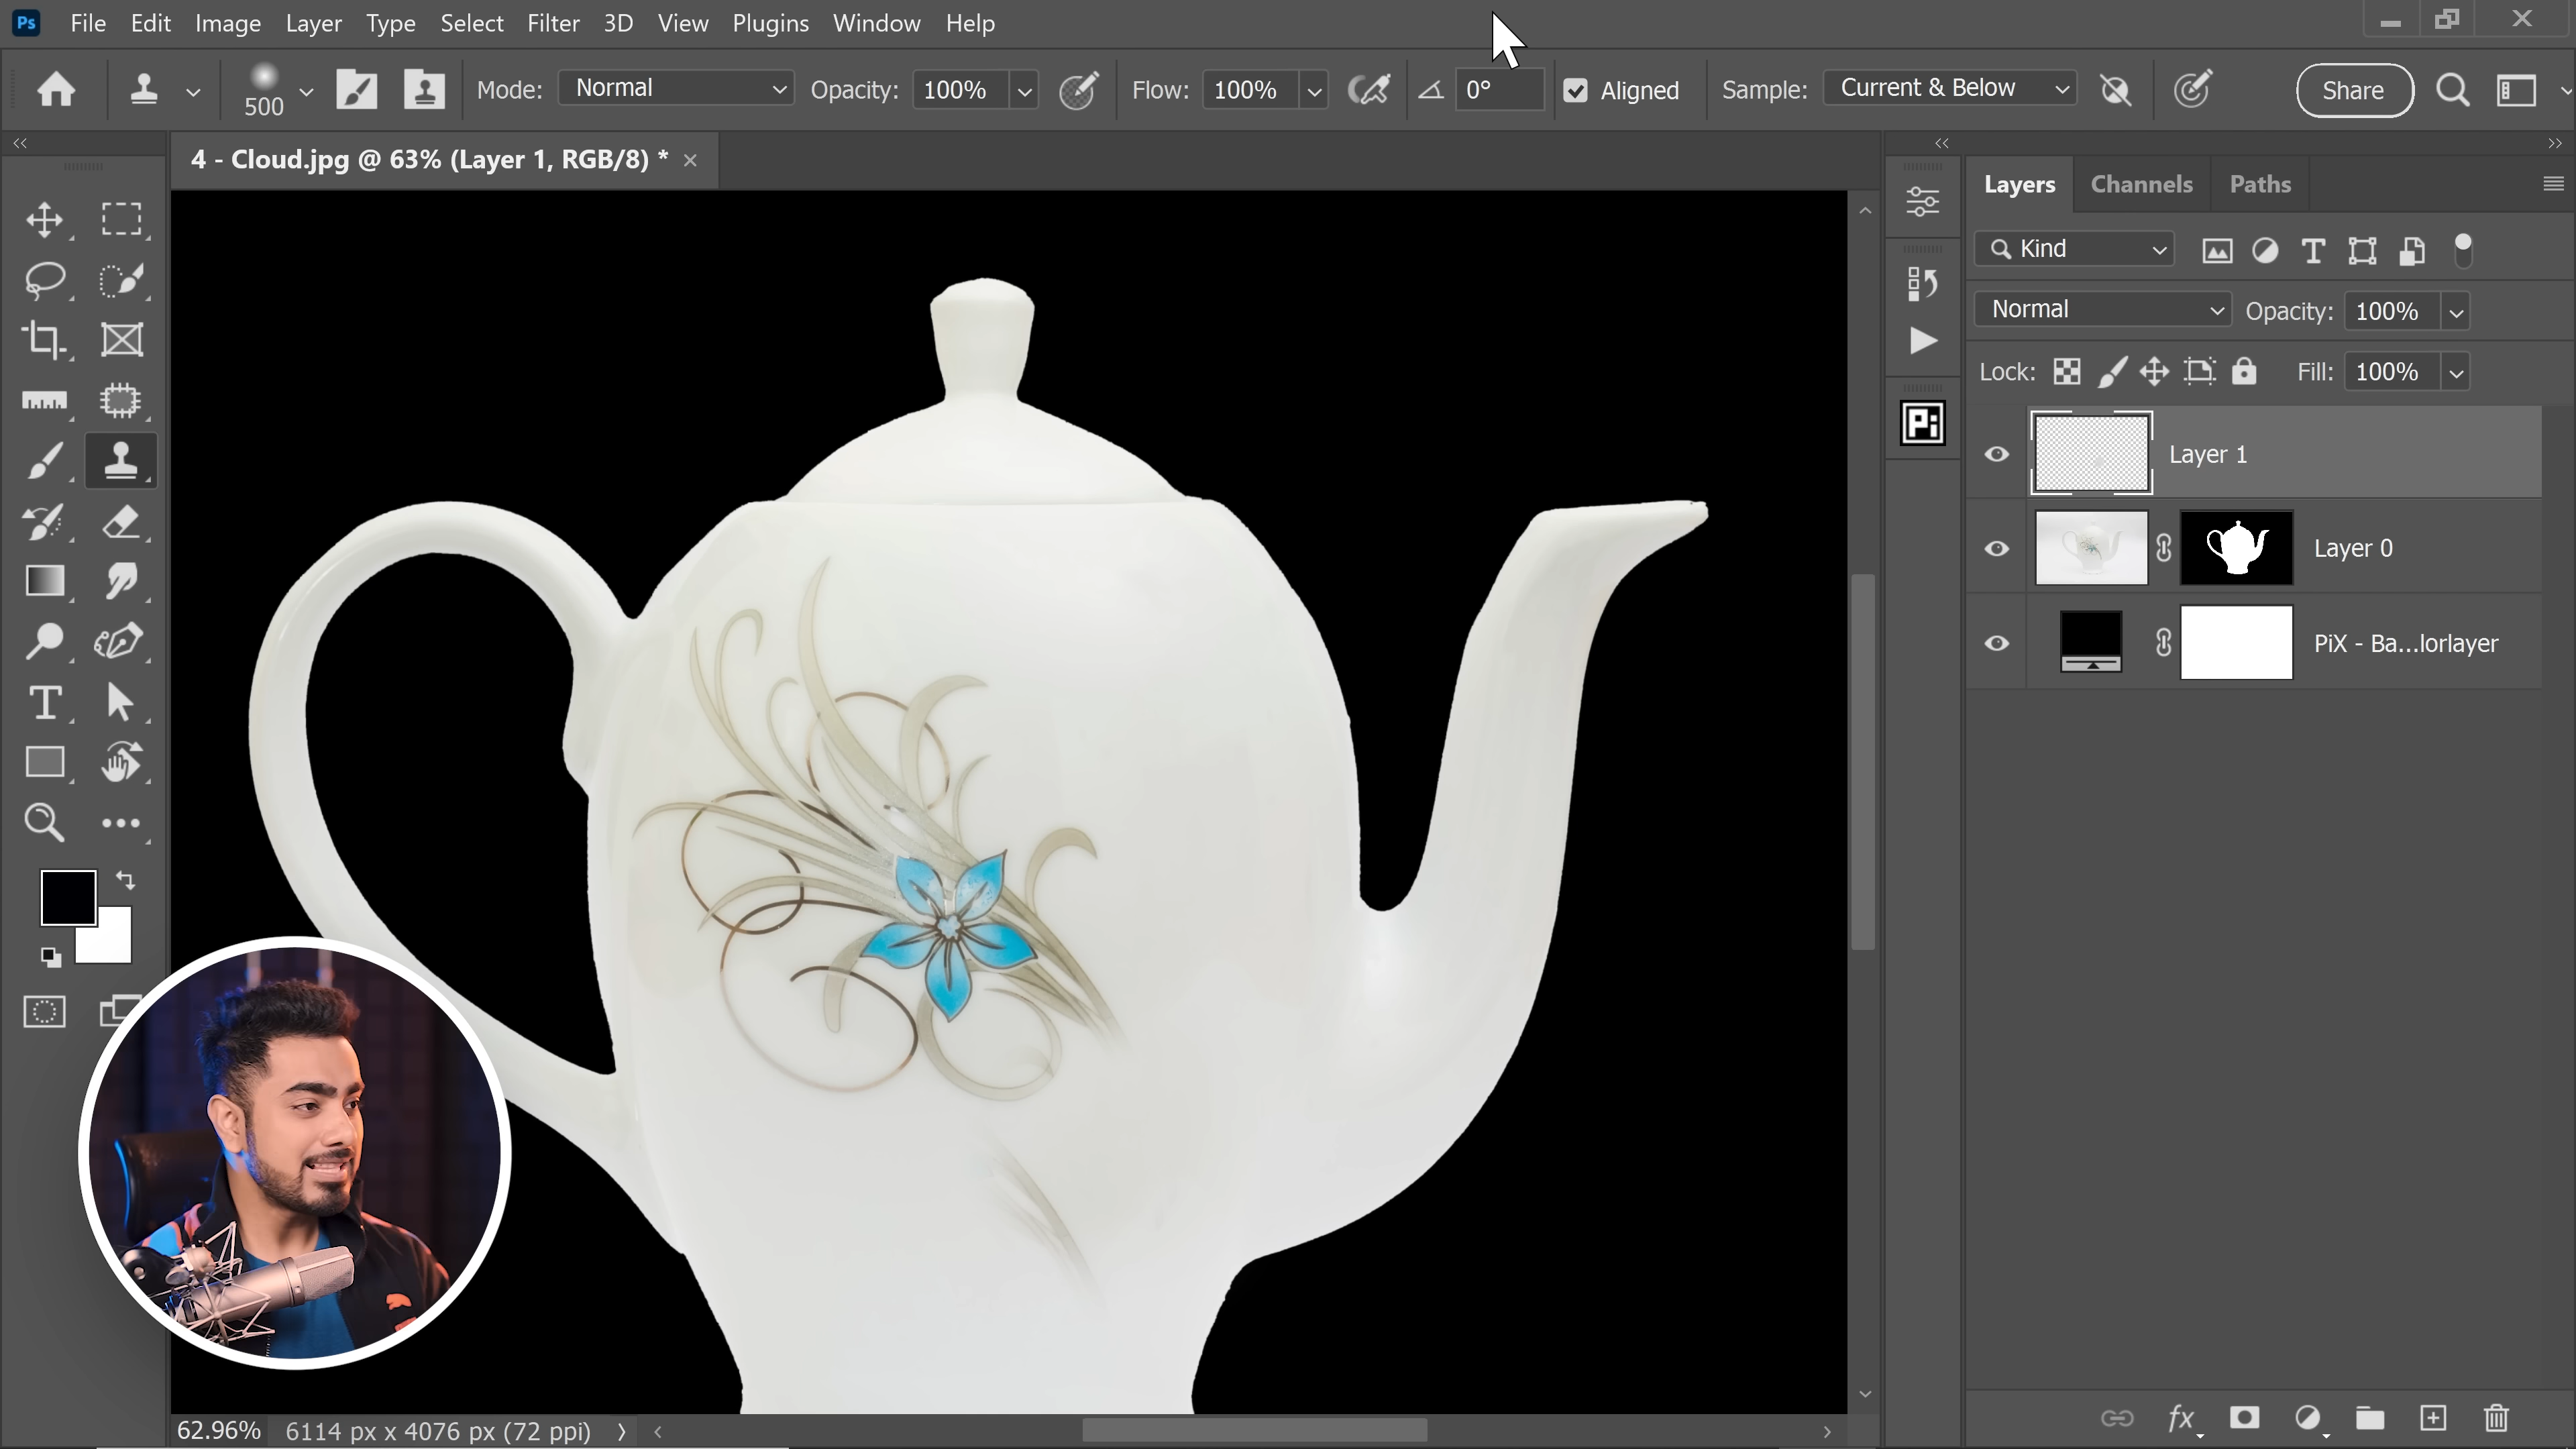 Ps File Edit Image Layer Type Select Filter 3D View Plugins Window Help
500 Mode: Normal Opacity: 100% Flow: 100% 0° Aligned Sample: Current & Below Share
4 - Cloud.jpg @ 63% (Layer 1, RGB/8) *
Layers Channels Paths
Kind
Normal Opacity: 100%
Lock: Fill: 100%
Pi
Layer 1
Layer 0
PiX - Ba...lorlayer
fx
62.96% 6114 px x 4076 px (72 ppi)